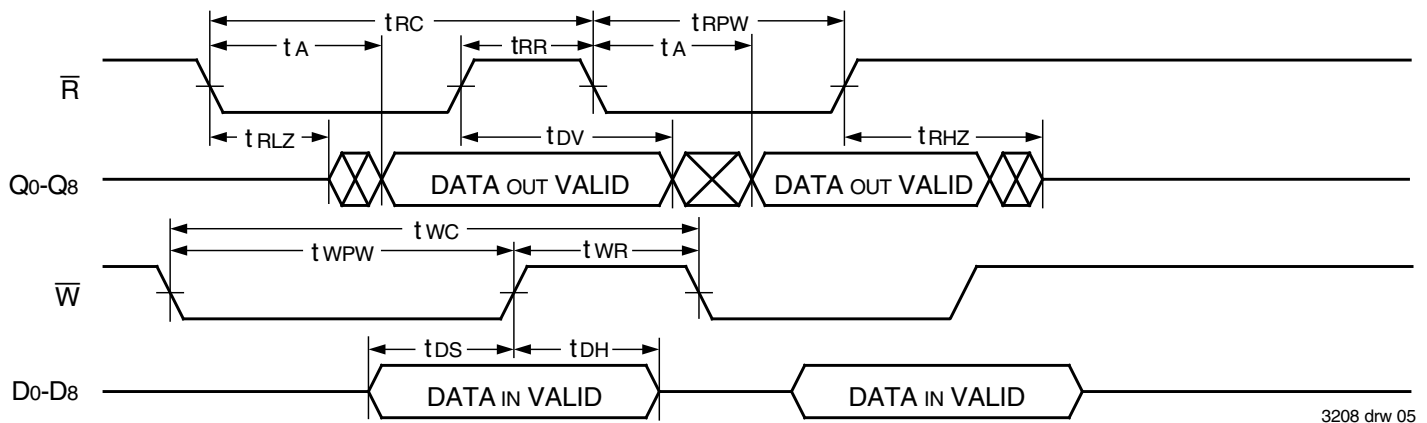 tRC tRPW
tA tRR tA
R̅
tRLZ tDV tRHZ
Q0-Q8 DATA OUT VALID DATA OUT VALID
tWC
tWPW tWR
W̅
tDS tDH
D0-D8 DATA IN VALID DATA IN VALID
3208 drw 05